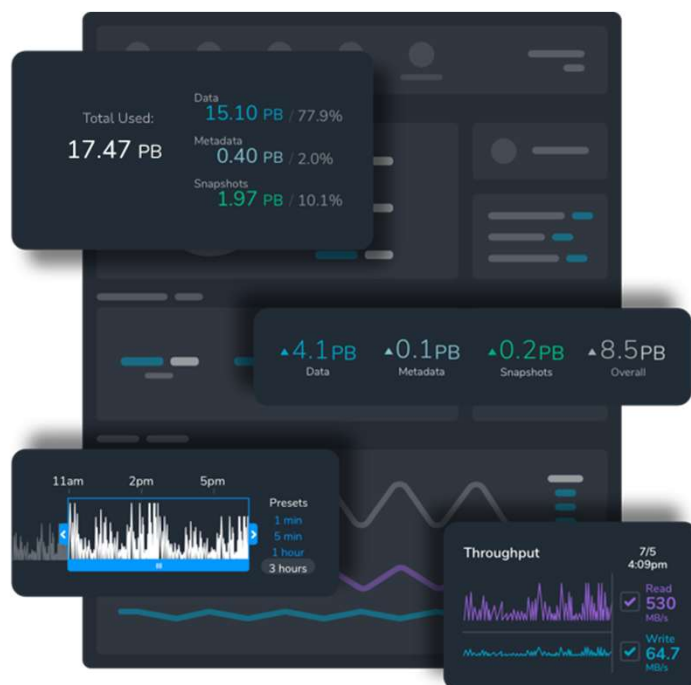 Total Used:
17.47 PB
Data
15.10 PB / 77.9%
Metadata
0.40 PB / 2.0%
Snapshots
1.97 PB / 10.1%
▲4.1PB
Data
▲0.1PB
Metadata
▲0.2PB
Snapshots
▲8.5PB
Overall
11am 2pm 5pm
Presets
1 min
5 min
1 hour
3 hours
Throughput
7/5
4:09pm
Read
530
MB/s
Write
64.7
MB/s